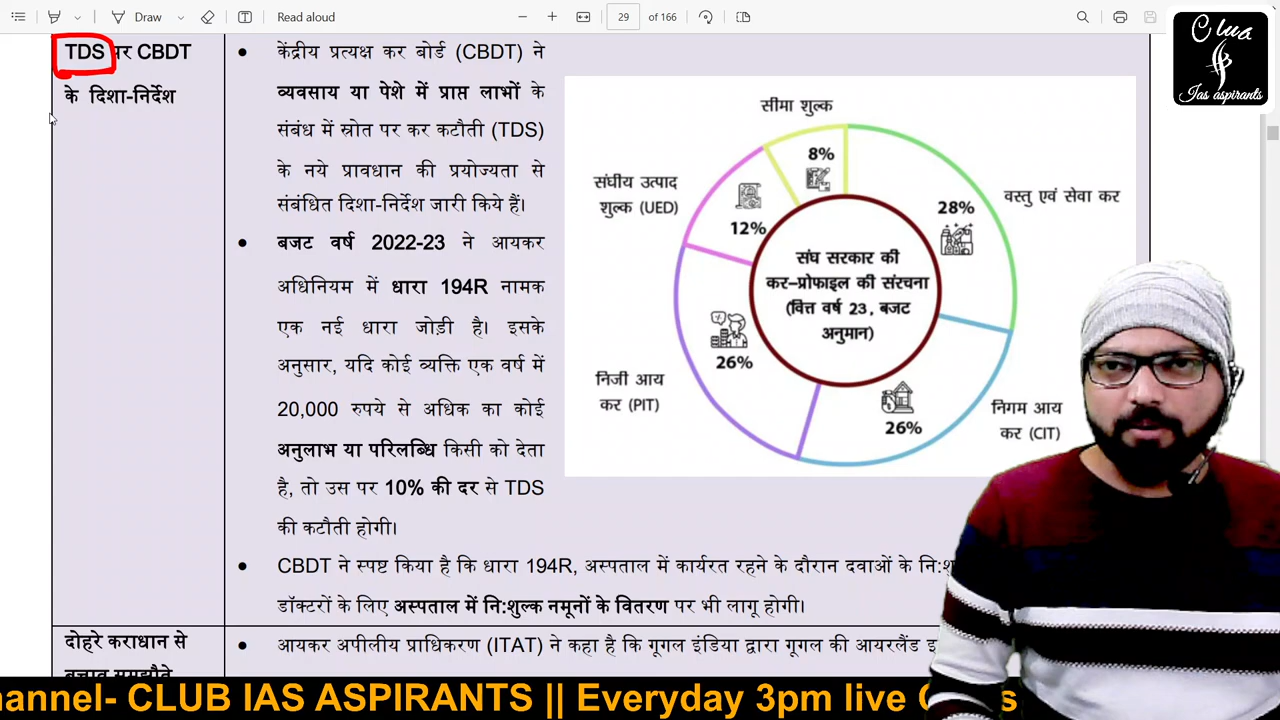 Draw
Read aloud
29
of 166
Clua
Ias aspirants
TDS पर CBDT
के दिशा-निर्देश
केंद्रीय प्रत्यक्ष कर बोर्ड (CBDT) ने
व्यवसाय या पेशे में प्राप्त लाभों के
संबंध में स्रोत पर कर कटौती (TDS)
के नये प्रावधान की प्रयोज्यता से
संबंधित दिशा-निर्देश जारी किये हैं।
बजट वर्ष 2022-23 ने आयकर
अधिनियम में धारा 194R नामक
एक नई धारा जोड़ी है। इसके
अनुसार, यदि कोई व्यक्ति एक वर्ष में
20,000 रुपये से अधिक का कोई
अनुलाभ या परिलब्धि किसी को देता
है, तो उस पर 10% की दर से TDS
की कटौती होगी।
सीमा शुल्क
8%
संघीय उत्पाद
शुल्क (UED)
12%
वस्तु एवं सेवा कर
28%
संघ सरकार की
कर-प्रोफाइल की संरचना
(वित्त वर्ष 23, बजट
अनुमान)
निजी आय
कर (PIT)
26%
निगम आय
कर (CIT)
26%
CBDT ने स्पष्ट किया है कि धारा 194R, अस्पताल में कार्यरत रहने के दौरान दवाओं के
डॉक्टरों के लिए अस्पताल में नि:शुल्क नमूनों के वितरण पर भी लागू होगी।
दोहरे कराधान से
बचाव समझौते
आयकर अपीलीय प्राधिकरण (ITAT) ने कहा है कि गूगल इंडिया द्वारा गूगल की आयरलैंड
hannel- CLUB IAS ASPIRANTS || Everyday 3pm live